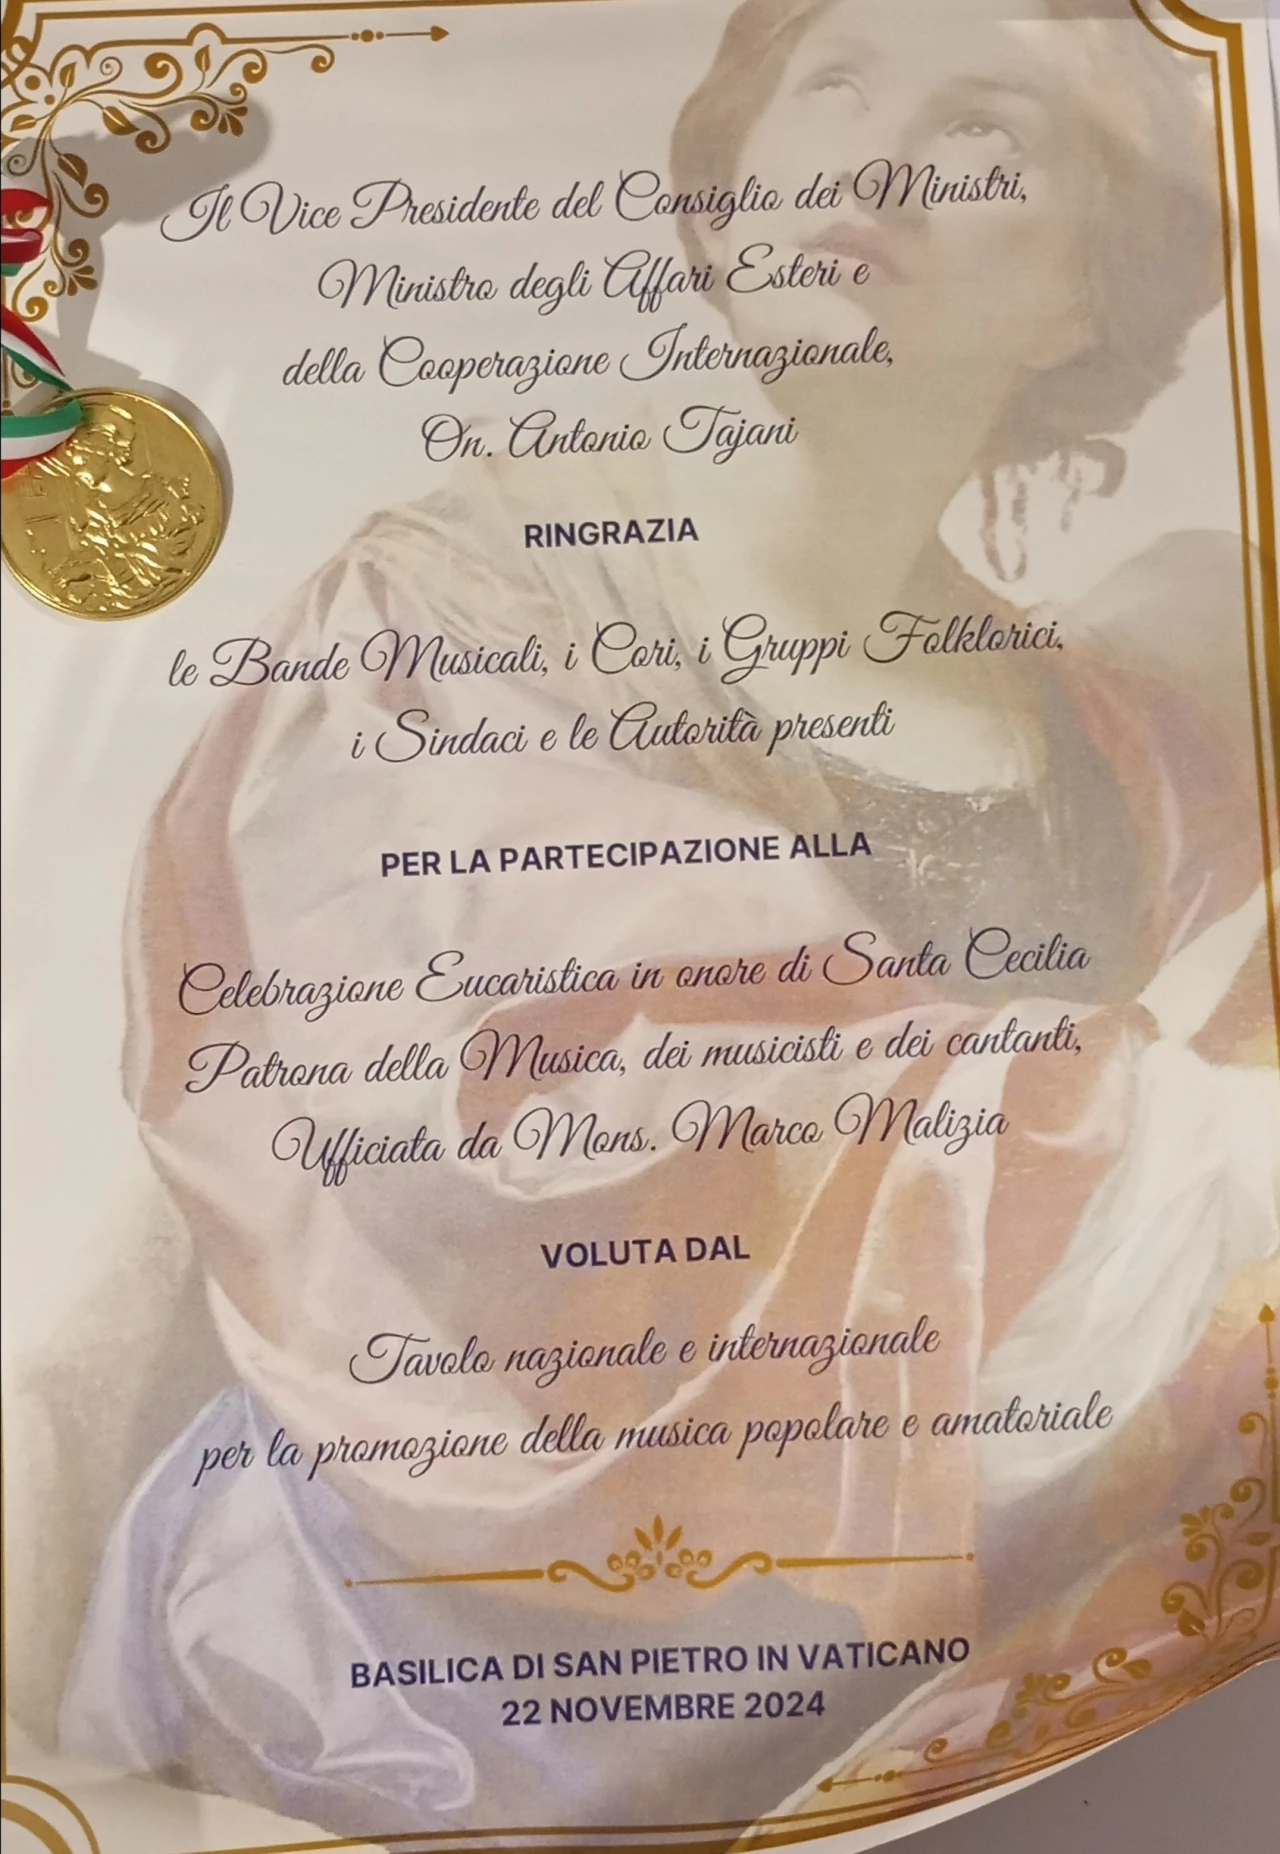 Il Vice Presidente del Consiglio dei Ministri,
Ministro degli Affari Esteri e
della Cooperazione Internazionale,
On. Antonio Tajani
RINGRAZIA
le Bande Musicali, i Cori, i Gruppi Folklorici,
i Sindaci e le Autorità presenti
PER LA PARTECIPAZIONE ALLA
Celebrazione Eucaristica in onore di Santa Cecilia
Patrona della Musica, dei musicisti e dei cantanti,
Ufficiata da Mons. Marco Malizia
VOLUTA DAL
Tavolo nazionale e internazionale
per la promozione della musica popolare e amatoriale
BASILICA DI SAN PIETRO IN VATICANO
22 NOVEMBRE 2024